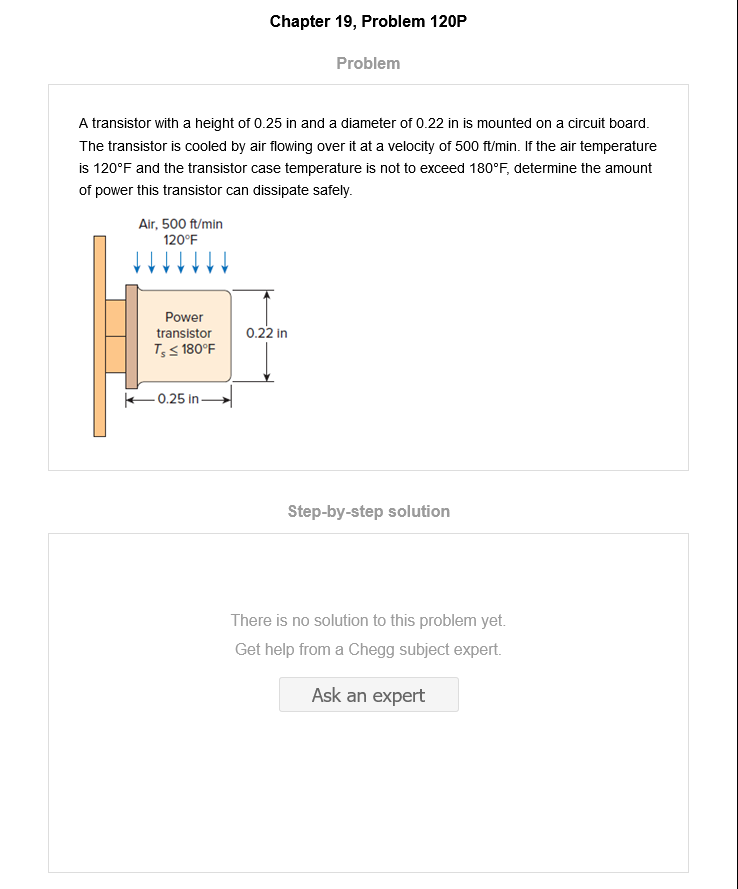 Chapter 19, Problem 120P
Problem
A transistor with a height of 0.25 in and a diameter of 0.22 in is mounted on a circuit board.
The transistor is cooled by air flowing over it at a velocity of 500 ft/min. If the air temperature
is 120°F and the transistor case temperature is not to exceed 180°F, determine the amount
of power this transistor can dissipate safely.
Air, 500 ft/min
120°F
Power
transistor
Tₛ ≤ 180°F
0.22 in
0.25 in
Step-by-step solution
There is no solution to this problem yet.
Get help from a Chegg subject expert.
Ask an expert